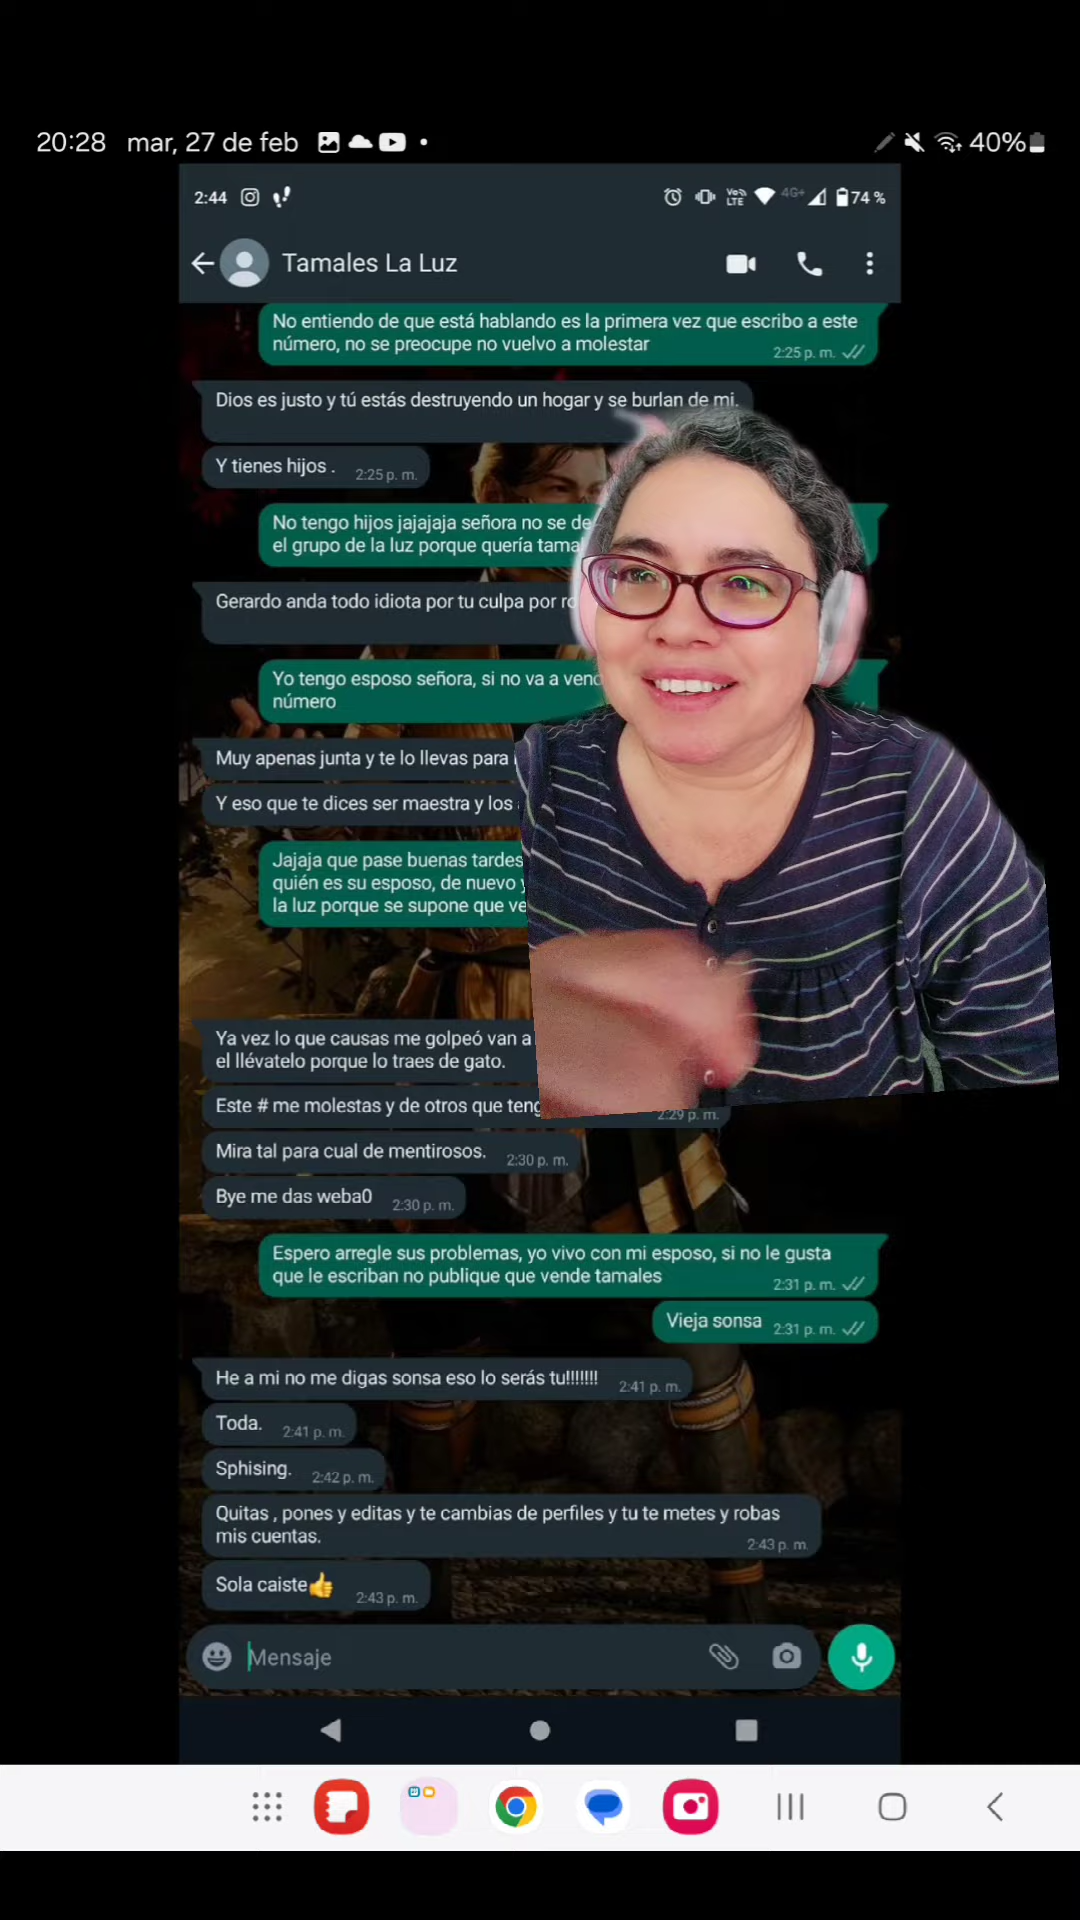 20:28 mar, 27 de feb 40%
2:44 Vo LTE 4G+ 74 %
Tamales La Luz
No entiendo de que está hablando es la primera vez que escribo a este
número, no se preocupe no vuelvo a molestar 2:25 p. m.
Dios es justo y tú estás destruyendo un hogar y se burlan de mi.
Y tienes hijos . 2:25 p. m.
No tengo hijos jajajaja señora no se de
el grupo de la luz porque quería
Gerardo anda todo idiota por tu culpa por
Yo tengo esposo señora, si no va a
número
Muy apenas junta y te lo llevas para
Y eso que te dices ser maestra y los
Jajaja que pase buenas tardes
quién es su esposo, de nuevo
la luz porque se supone que
Ya vez lo que causas me golpeó van a
el llévatelo porque lo traes de gato.
Este # me molestas y de otros que 2:29 p. m.
Mira tal para cual de mentirosos. 2:30 p. m.
Bye me das weba0 2:30 p. m.
Espero arregle sus problemas, yo vivo con mi esposo, si no le gusta
que le escriban no publique que vende tamales 2:31 p. m.
Vieja sonsa 2:31 p. m.
He a mi no me digas sonsa eso lo serás tu!!!!!!! 2:41 p. m.
Toda. 2:41 p. m.
Sphising. 2:42 p. m.
Quitas , pones y editas y te cambias de perfiles y tu te metes y robas
mis cuentas. 2:43 p. m.
Sola caiste👍 2:43 p. m.
Mensaje